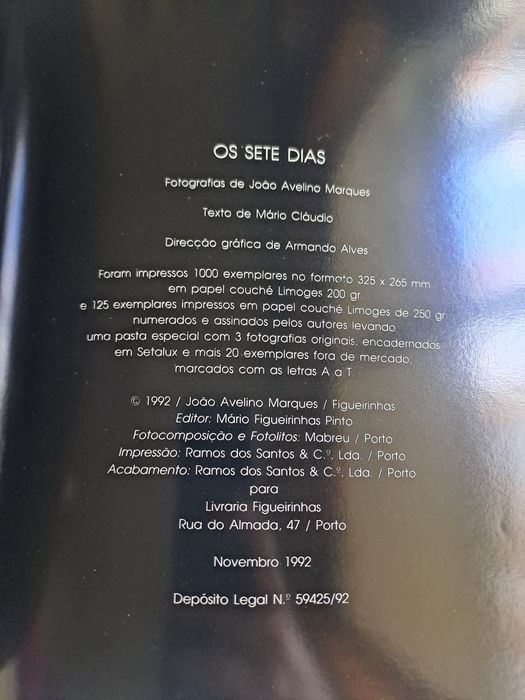 OS SETE DIAS
Fotografias de João Avelino Marques
Texto de Mário Cláudio
Direcção gráfica de Armando Alves
Foram impressos 1000 exemplares no formato 325 x 265 mm
em papel couché Limoges 200 gr.
e 125 exemplares impressos em papel couché Limoges de 250 gr
numerados e assinados pelos autores levando
uma pasta especial com 3 fotografias originais, encadernados
em Setalux e mais 20 exemplares fora de mercado,
marcados com as letras A a T.
© 1992 / João Avelino Marques / Figueirinhas
Editor: Mário Figueirinhas Pinto
Fotocomposição e Fotolitos: Mabreu / Porto
Impressão: Ramos dos Santos & C.ª, Lda. / Porto
Acabamento: Ramos dos Santos & C.ª, Lda. / Porto
para
Livraria Figueirinhas
Rua do Almada, 47 / Porto
Novembro 1992
Depósito Legal N.º 59425/92